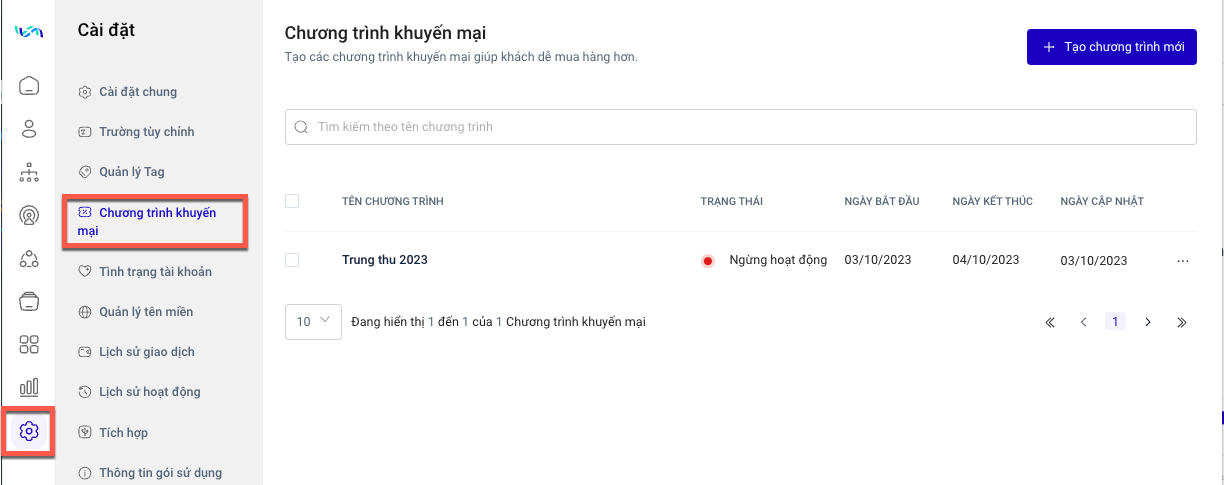 Cài đặt
Cài đặt chung
Trường tùy chỉnh
Quản lý Tag
Chương trình khuyến
mại
Tình trạng tài khoản
Quản lý tên miền
Lịch sử giao dịch
Lịch sử hoạt động
Tích hợp
Thông tin gói sử dụng
Chương trình khuyến mại
Tạo các chương trình khuyến mại giúp khách dễ mua hàng hơn.
Tạo chương trình mới
Tìm kiếm theo tên chương trình
TÊN CHƯƠNG TRÌNH TRẠNG THÁI NGÀY BẮT ĐẦU NGÀY KẾT THÚC NGÀY CẬP NHẬT
Trung thu 2023 Ngừng hoạt động 03/10/2023 04/10/2023 03/10/2023
10 Đang hiển thị 1 đến 1 của 1 Chương trình khuyến mại 1